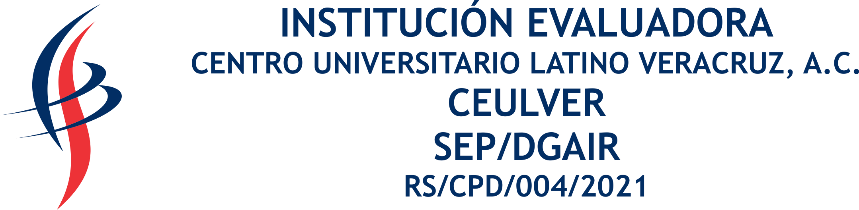 INSTITUCIÓN EVALUADORA
CENTRO UNIVERSITARIO LATINO VERACRUZ, A.C.
CEULVER
SEP/DGAIR
RS/CPD/004/2021